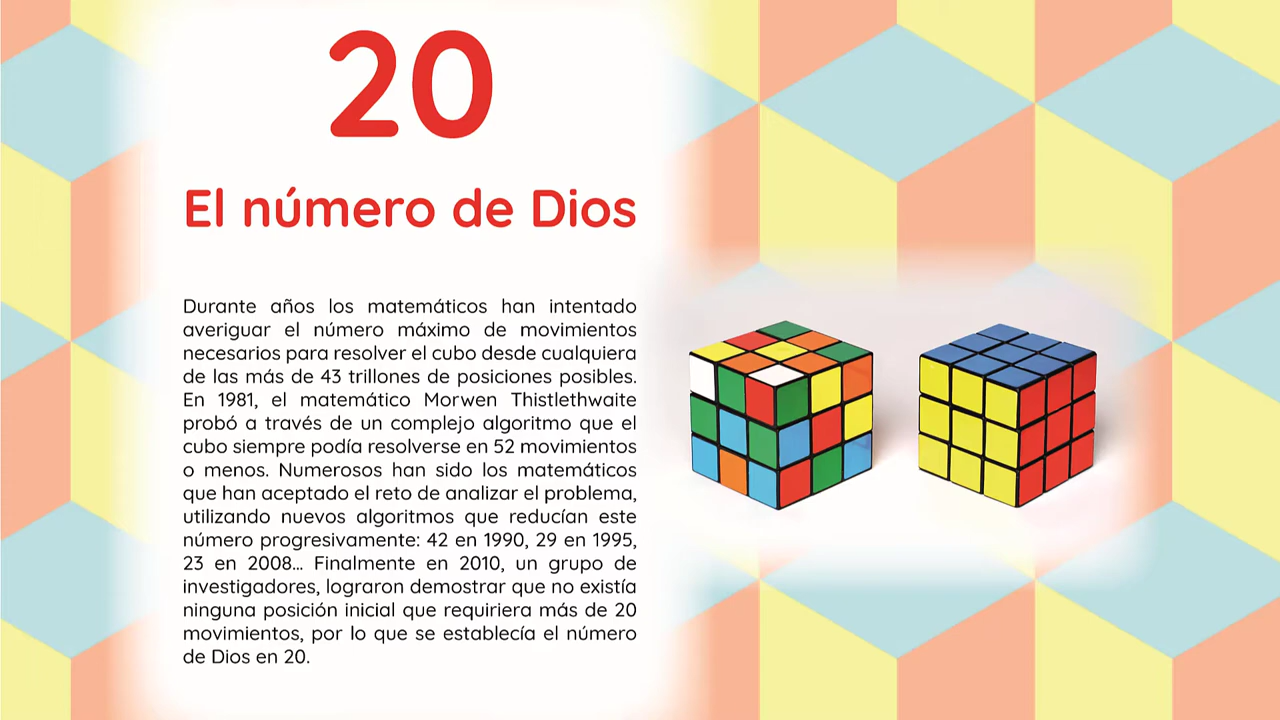 20
El número de Dios
Durante años los matemáticos han intentado
averiguar el número máximo de movimientos
necesarios para resolver el cubo desde cualquiera
de las más de 43 trillones de posiciones posibles.
En 1981, el matemático Morwen Thistlethwaite
probó a través de un complejo algoritmo que el
cubo siempre podía resolverse en 52 movimientos
o menos. Numerosos han sido los matemáticos
que han aceptado el reto de analizar el problema,
utilizando nuevos algoritmos que reducían este
número progresivamente: 42 en 1990, 29 en 1995,
23 en 2008... Finalmente en 2010, un grupo de
investigadores, lograron demostrar que no existía
ninguna posición inicial que requiriera más de 20
movimientos, por lo que se establecía el número
de Dios en 20.